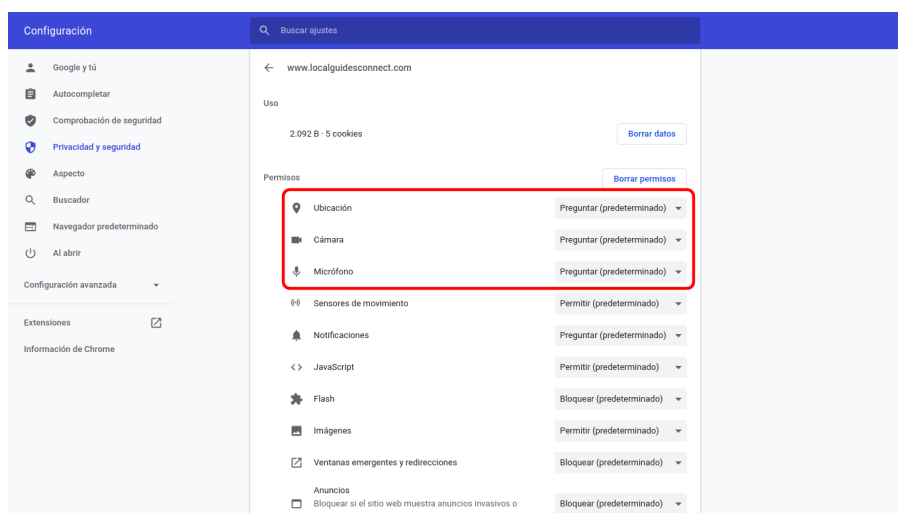 Configuración
Buscar ajustes
Google y tú
Autocompletar
Comprobación de seguridad
Privacidad y seguridad
Aspecto
Buscador
Navegador predeterminado
Al abrir
Configuración avanzada
Extensiones
Información de Chrome
www.localguidesconnect.com
Uso
2.092 B · 5 cookies
Borrar datos
Permisos
Borrar permisos
Ubicación
Preguntar (predeterminado)
Cámara
Preguntar (predeterminado)
Micrófono
Preguntar (predeterminado)
Sensores de movimiento
Permitir (predeterminado)
Notificaciones
Preguntar (predeterminado)
JavaScript
Permitir (predeterminado)
Flash
Bloquear (predeterminado)
Imágenes
Permitir (predeterminado)
Ventanas emergentes y redirecciones
Bloquear (predeterminado)
Anuncios
Bloquear si el sitio web muestra anuncios invasivos o
Bloquear (predeterminado)